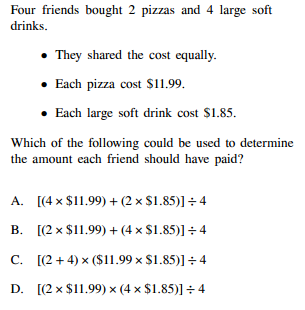 Four friends bought 2 pizzas and 4 large soft
drinks.
• They shared the cost equally.
• Each pizza cost $11.99.
• Each large soft drink cost $1.85.
Which of the following could be used to determine
the amount each friend should have paid?
A. [(4 × $11.99) + (2 × $1.85)] ÷ 4
B. [(2 × $11.99) + (4 × $1.85)] ÷ 4
C. [(2 + 4) × ($11.99 × $1.85)] ÷ 4
D. [(2 × $11.99) × (4 × $1.85)] ÷ 4